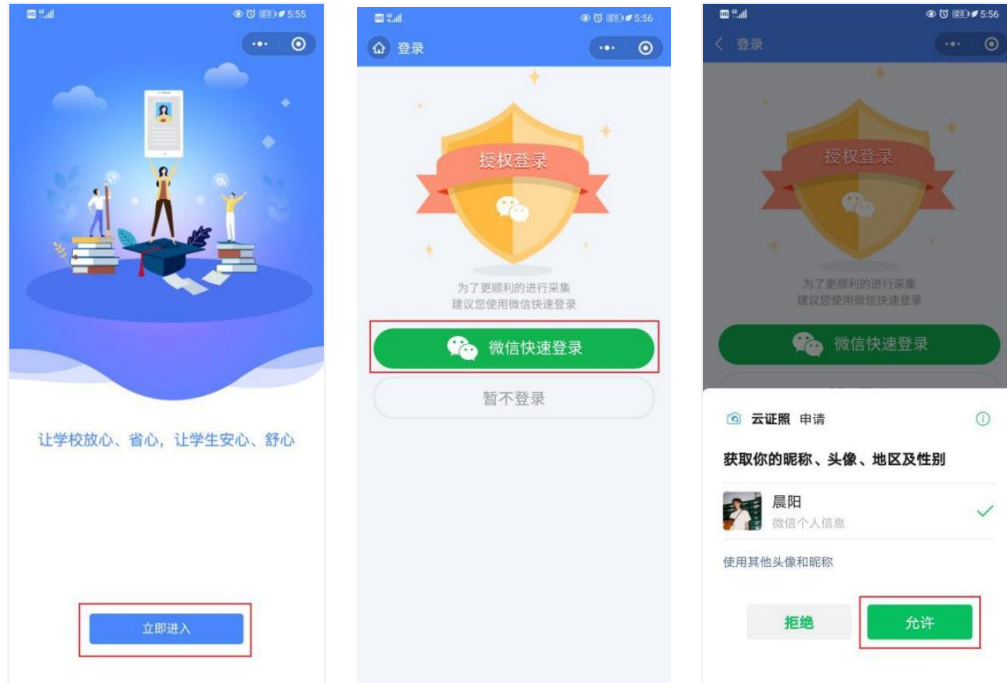 5:55
让学校放心、省心，让学生安心、舒心
立即进入
5:56
登录
授权登录
为了更顺利的进行采集
建议您使用微信快速登录
微信快速登录
暂不登录
5:56
登录
授权登录
为了更顺利的进行采集
建议您使用微信快速登录
微信快速登录
云证照 申请
获取你的昵称、头像、地区及性别
晨阳
微信个人信息
使用其他头像和昵称
拒绝
允许